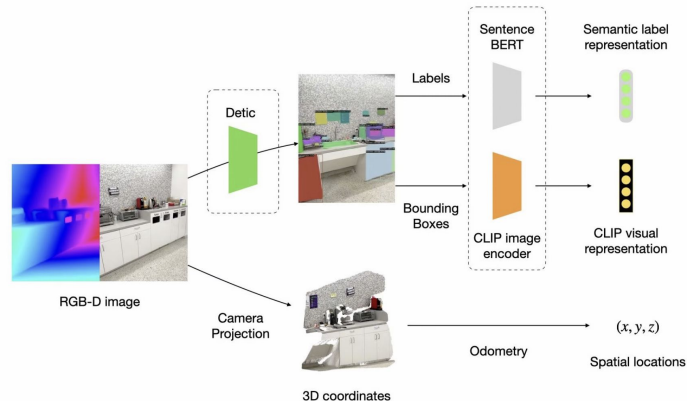 Detic
Labels
Sentence
BERT
Semantic label
representation
RGB-D image
Bounding
Boxes
CLIP image
encoder
CLIP visual
representation
Camera
Projection
3D coordinates
Odometry
(x, y, z)
Spatial locations